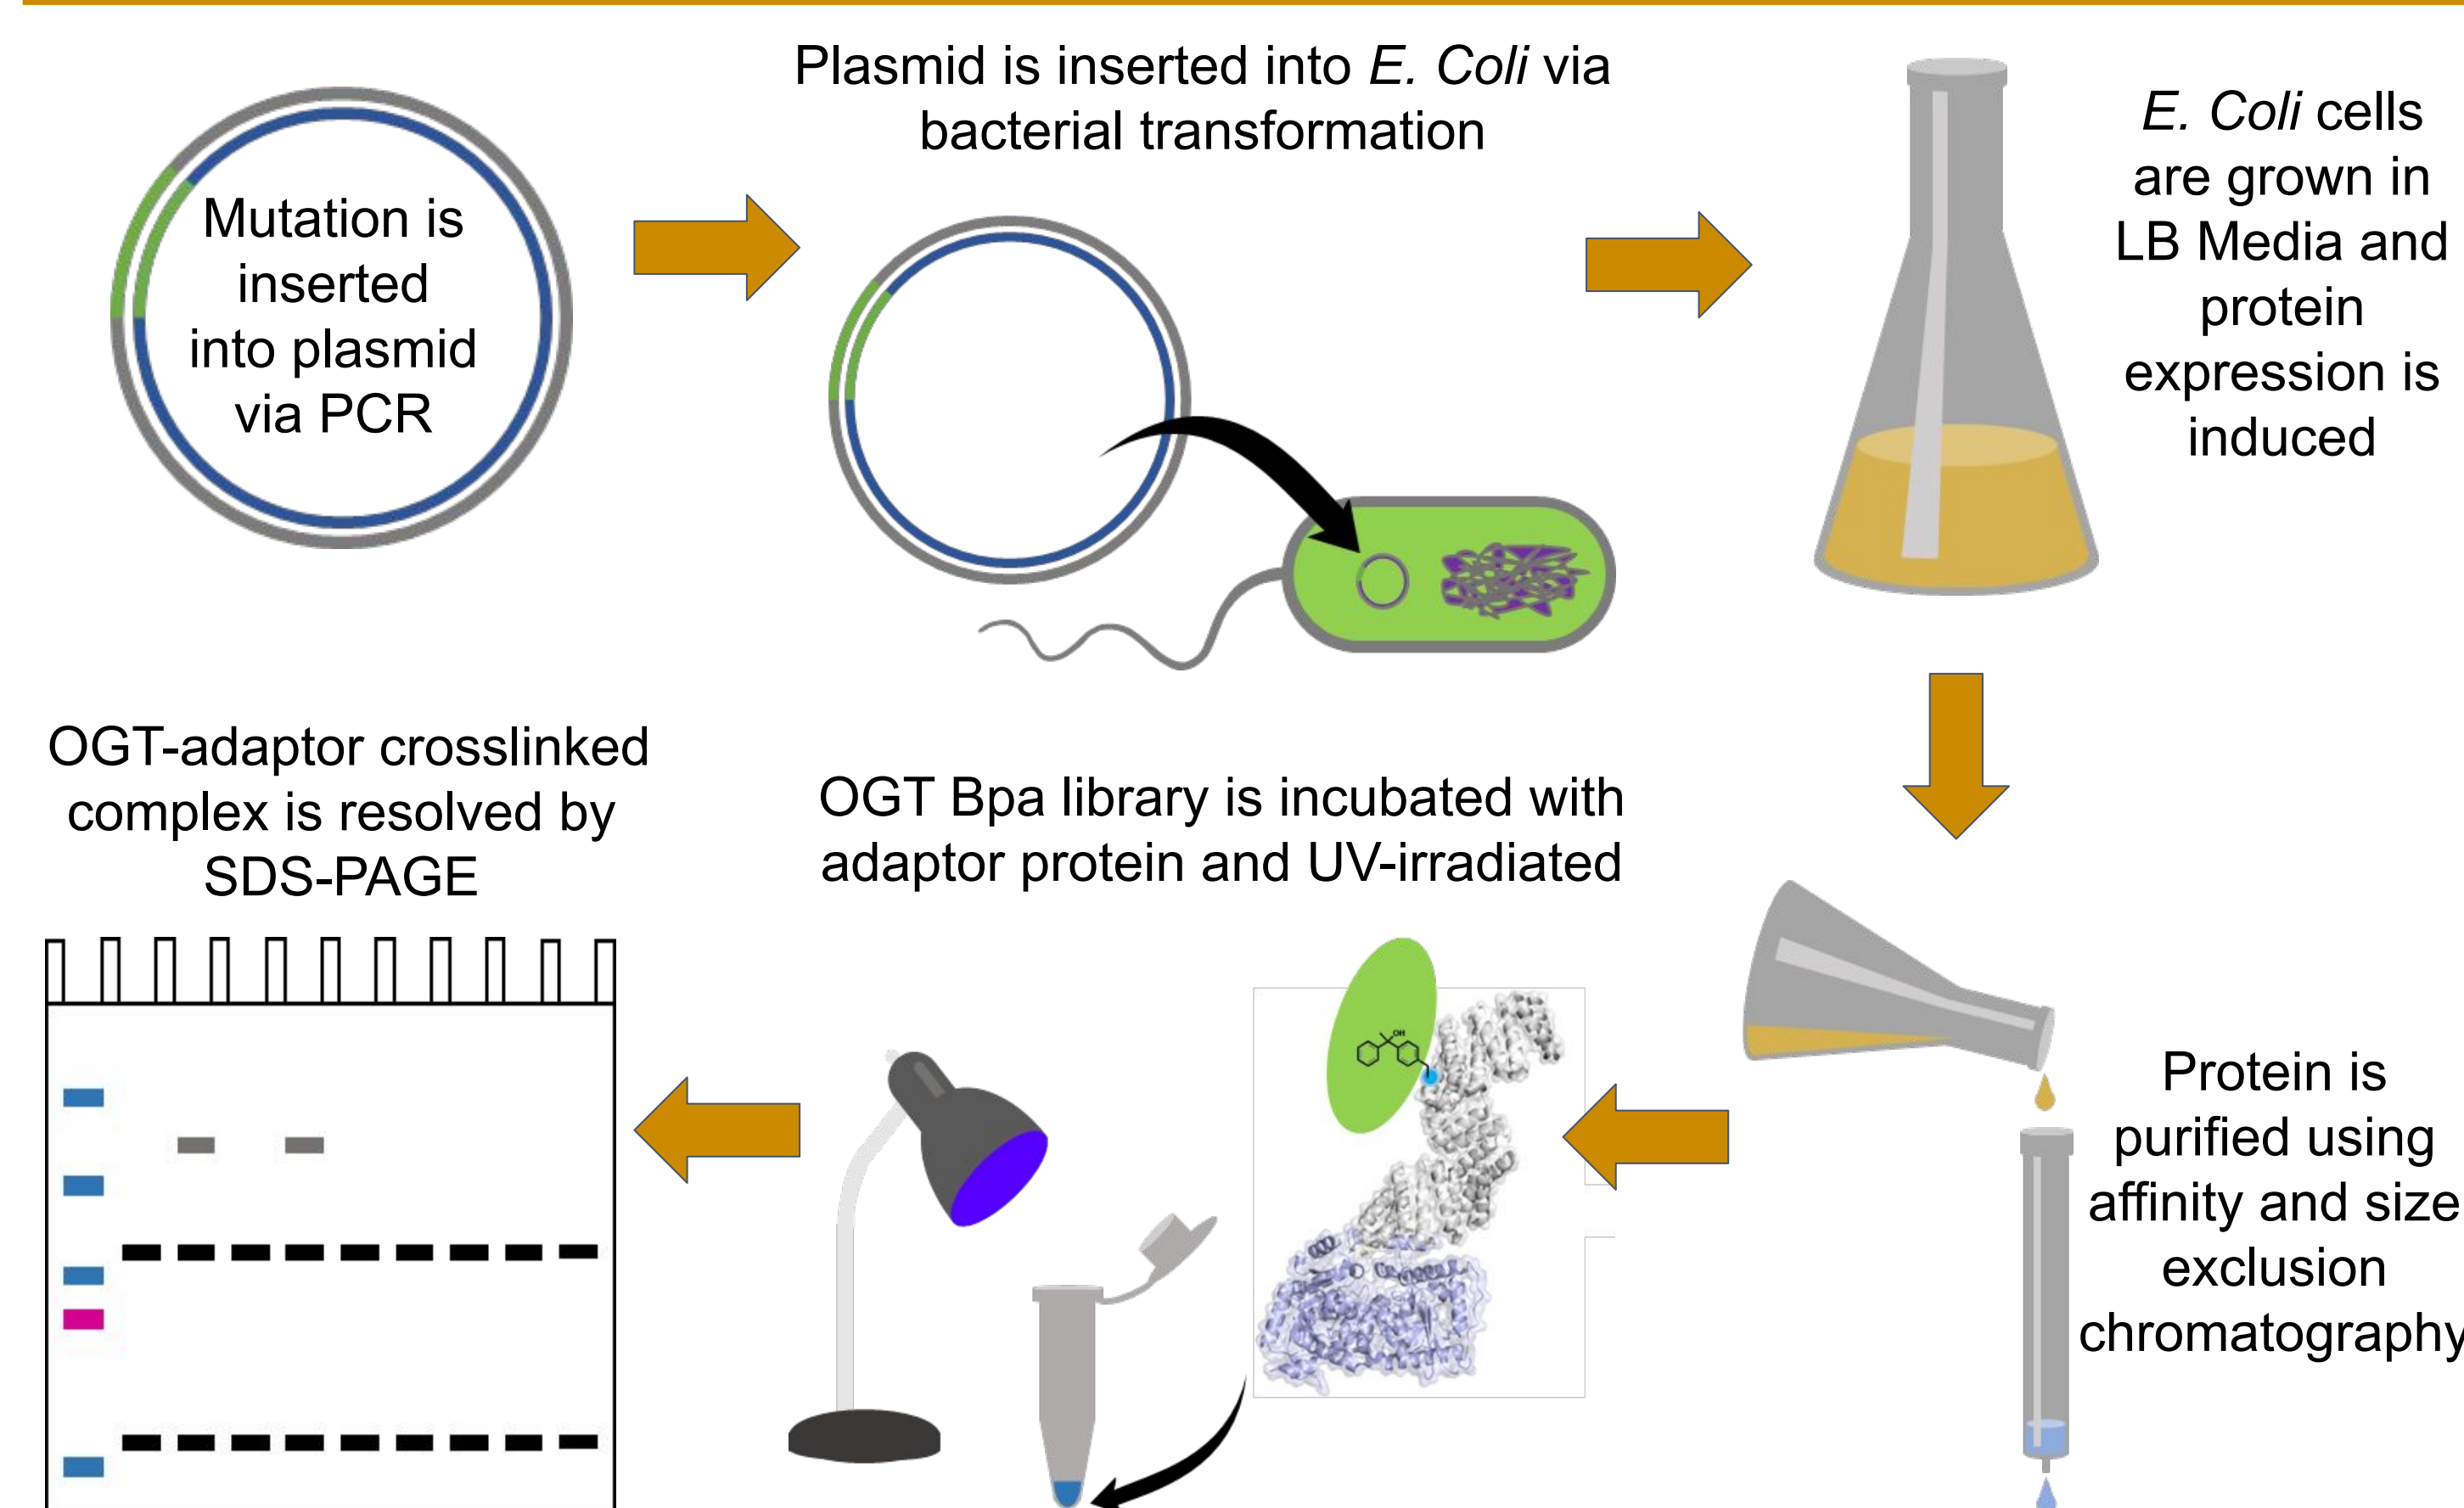 Mutation is
inserted
into plasmid
via PCR
Plasmid is inserted into E. Coli via
bacterial transformation
E. Coli cells
are grown in
LB Media and
protein
expression is
induced
Protein is
purified using
affinity and size
exclusion
chromatography
OGT Bpa library is incubated with
adaptor protein and UV-irradiated
OH
OGT-adaptor crosslinked
complex is resolved by
SDS-PAGE